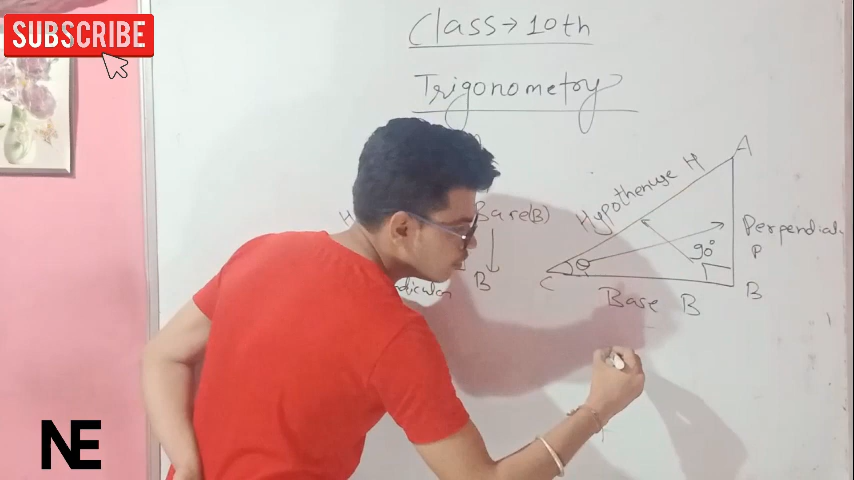 SUBSCRIBE
Class → 10th
Trigonometry
A
H
Base(B)
B
Hypothenuse H
A
90°
Perpendicular
P
θ
C
Base B
B
NE